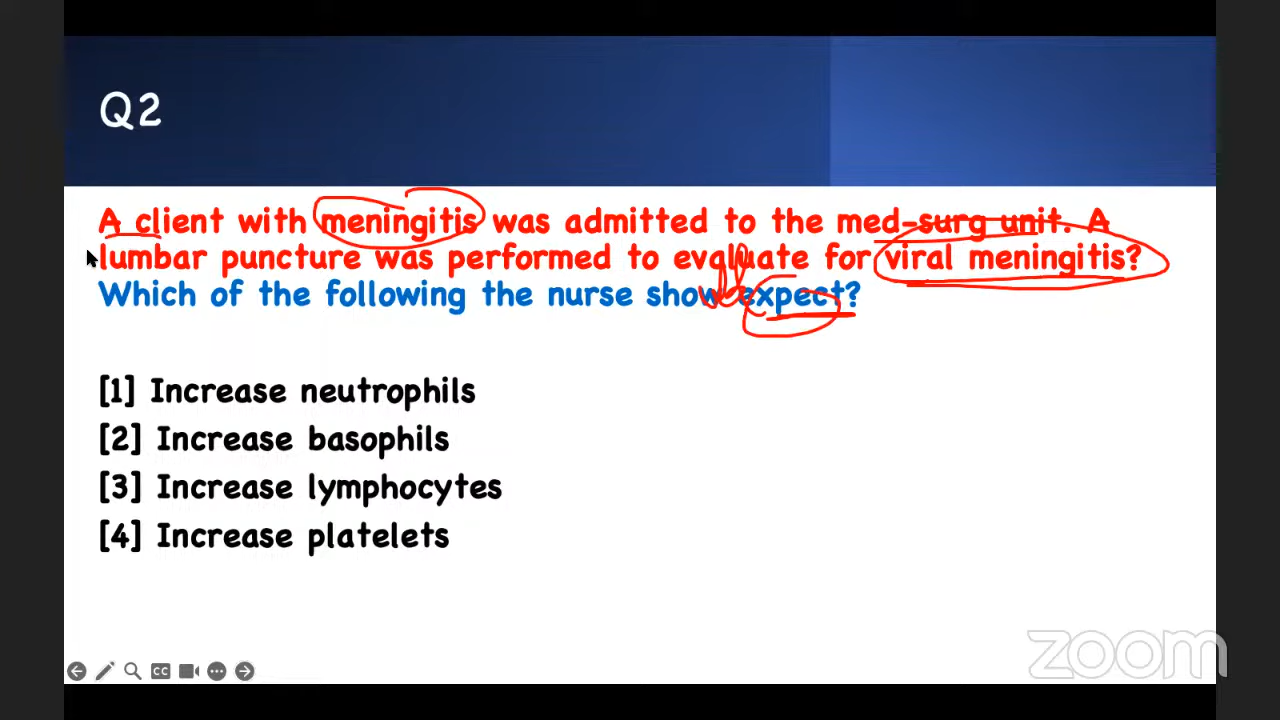 Q2
A client with meningitis was admitted to the med-surg unit. A
lumbar puncture was performed to evaluate for viral meningitis?
Which of the following the nurse show expect?
[1] Increase neutrophils
[2] Increase basophils
[3] Increase lymphocytes
[4] Increase platelets
CC
zoom